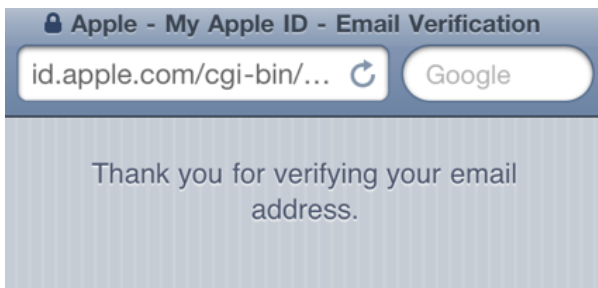 Apple - My Apple ID - Email Verification
id.apple.com/cgi-bin/...
Google
Thank you for verifying your email
address.